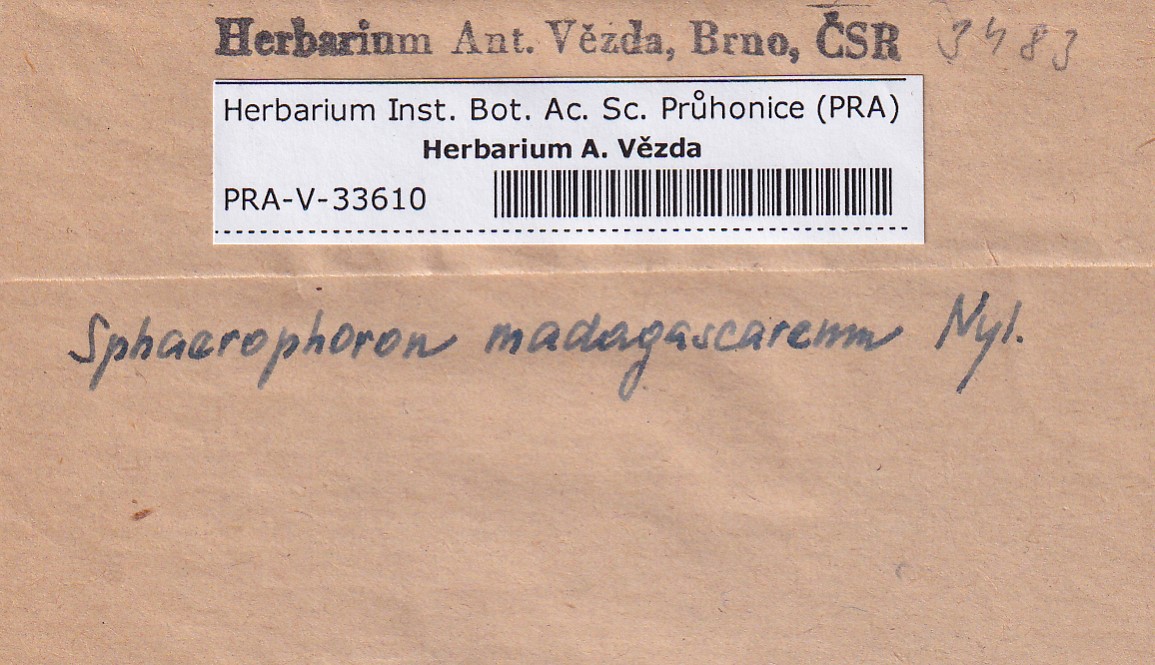 Herbarium Ant. Vězda, Brno, ČSR 3483
Herbarium Inst. Bot. Ac. Sc. Průhonice (PRA)
Herbarium A. Vězda
PRA-V-33610
Sphaerophoron madagascareum Nyl.